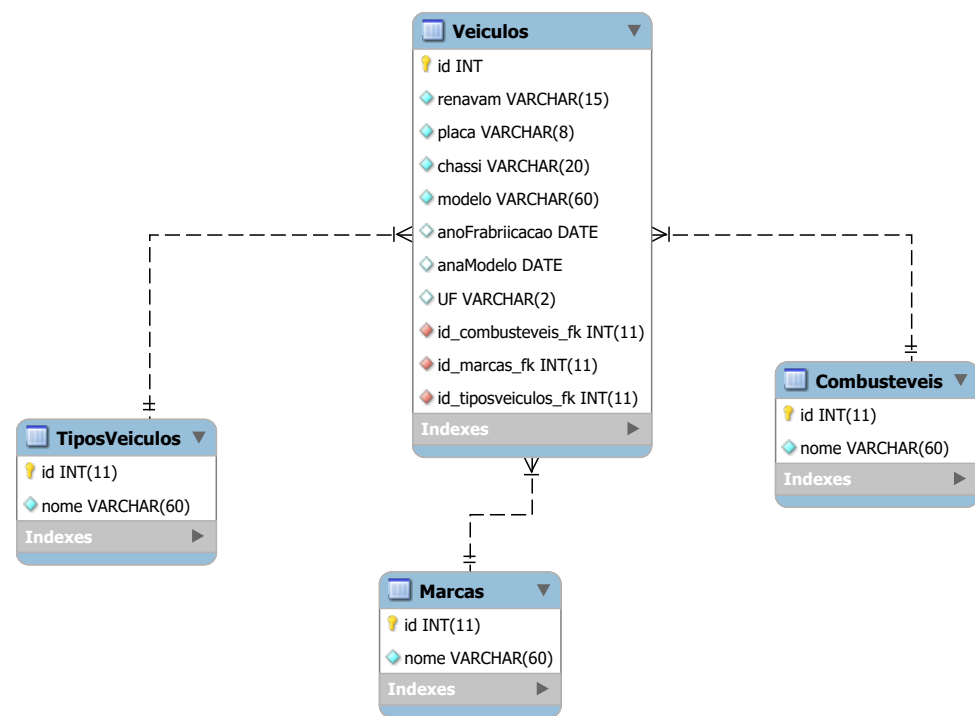 Veiculos
id INT
renavam VARCHAR(15)
placa VARCHAR(8)
chassi VARCHAR(20)
modelo VARCHAR(60)
anoFrabriicacao DATE
anaModelo DATE
UF VARCHAR(2)
id_combusteveis_fk INT(11)
id_marcas_fk INT(11)
id_tiposveiculos_fk INT(11)
Indexes
TiposVeiculos
id INT(11)
nome VARCHAR(60)
Indexes
Combusteveis
id INT(11)
nome VARCHAR(60)
Indexes
Marcas
id INT(11)
nome VARCHAR(60)
Indexes